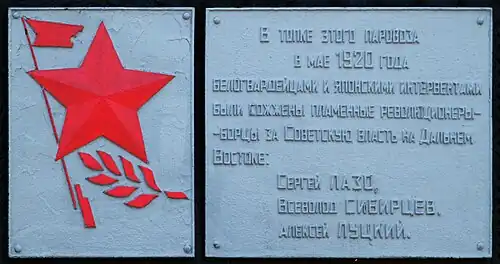 В ТОПКЕ ЭТОГО ПАРОВОЗА
В МАЕ 1920 ГОДА
БЕЛОГВАРДЕЙЦАМИ И ЯПОНСКИМИ ИНТЕРВЕНТАМИ
БЫЛИ СОЖЖЕНЫ ПЛАМЕННЫЕ РЕВОЛЮЦИОНЕРЫ-
-БОРЦЫ ЗА СОВЕТСКУЮ ВЛАСТЬ НА ДАЛЬНЕМ
ВОСТОКЕ:
СЕРГЕЙ ЛАЗО,
ВСЕВОЛОД СИБИРЦЕВ,
АЛЕКСЕЙ ЛУЦКИЙ.